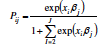 P_ij = exp(x_i β_j) / (1 + Σ_{l=2}^{J} exp(x_i β_j))